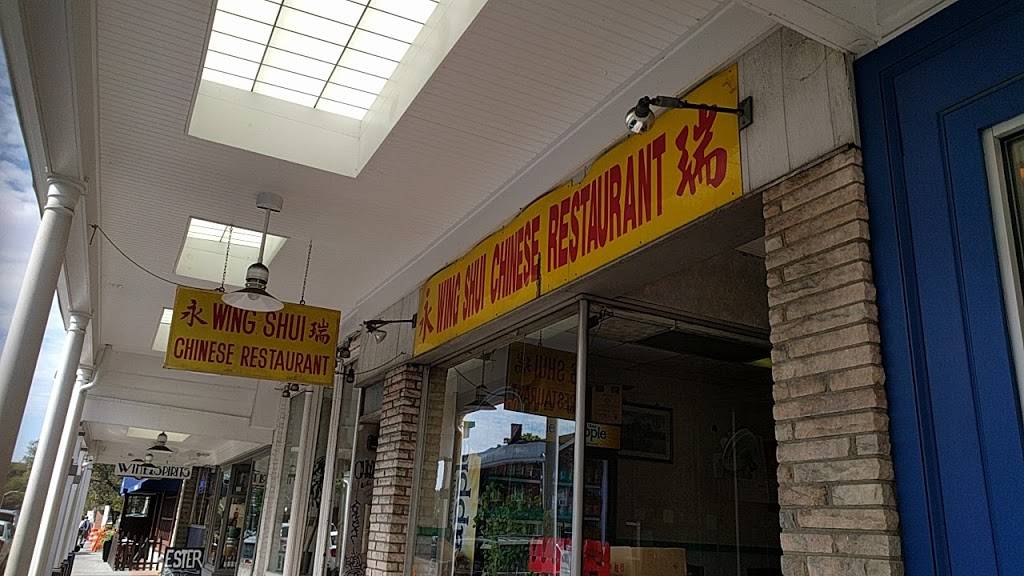 永 WING SHUI CHINESE RESTAURANT 瑞
永 WING SHUI 瑞
CHINESE RESTAURANT
WINE & SPIRITS